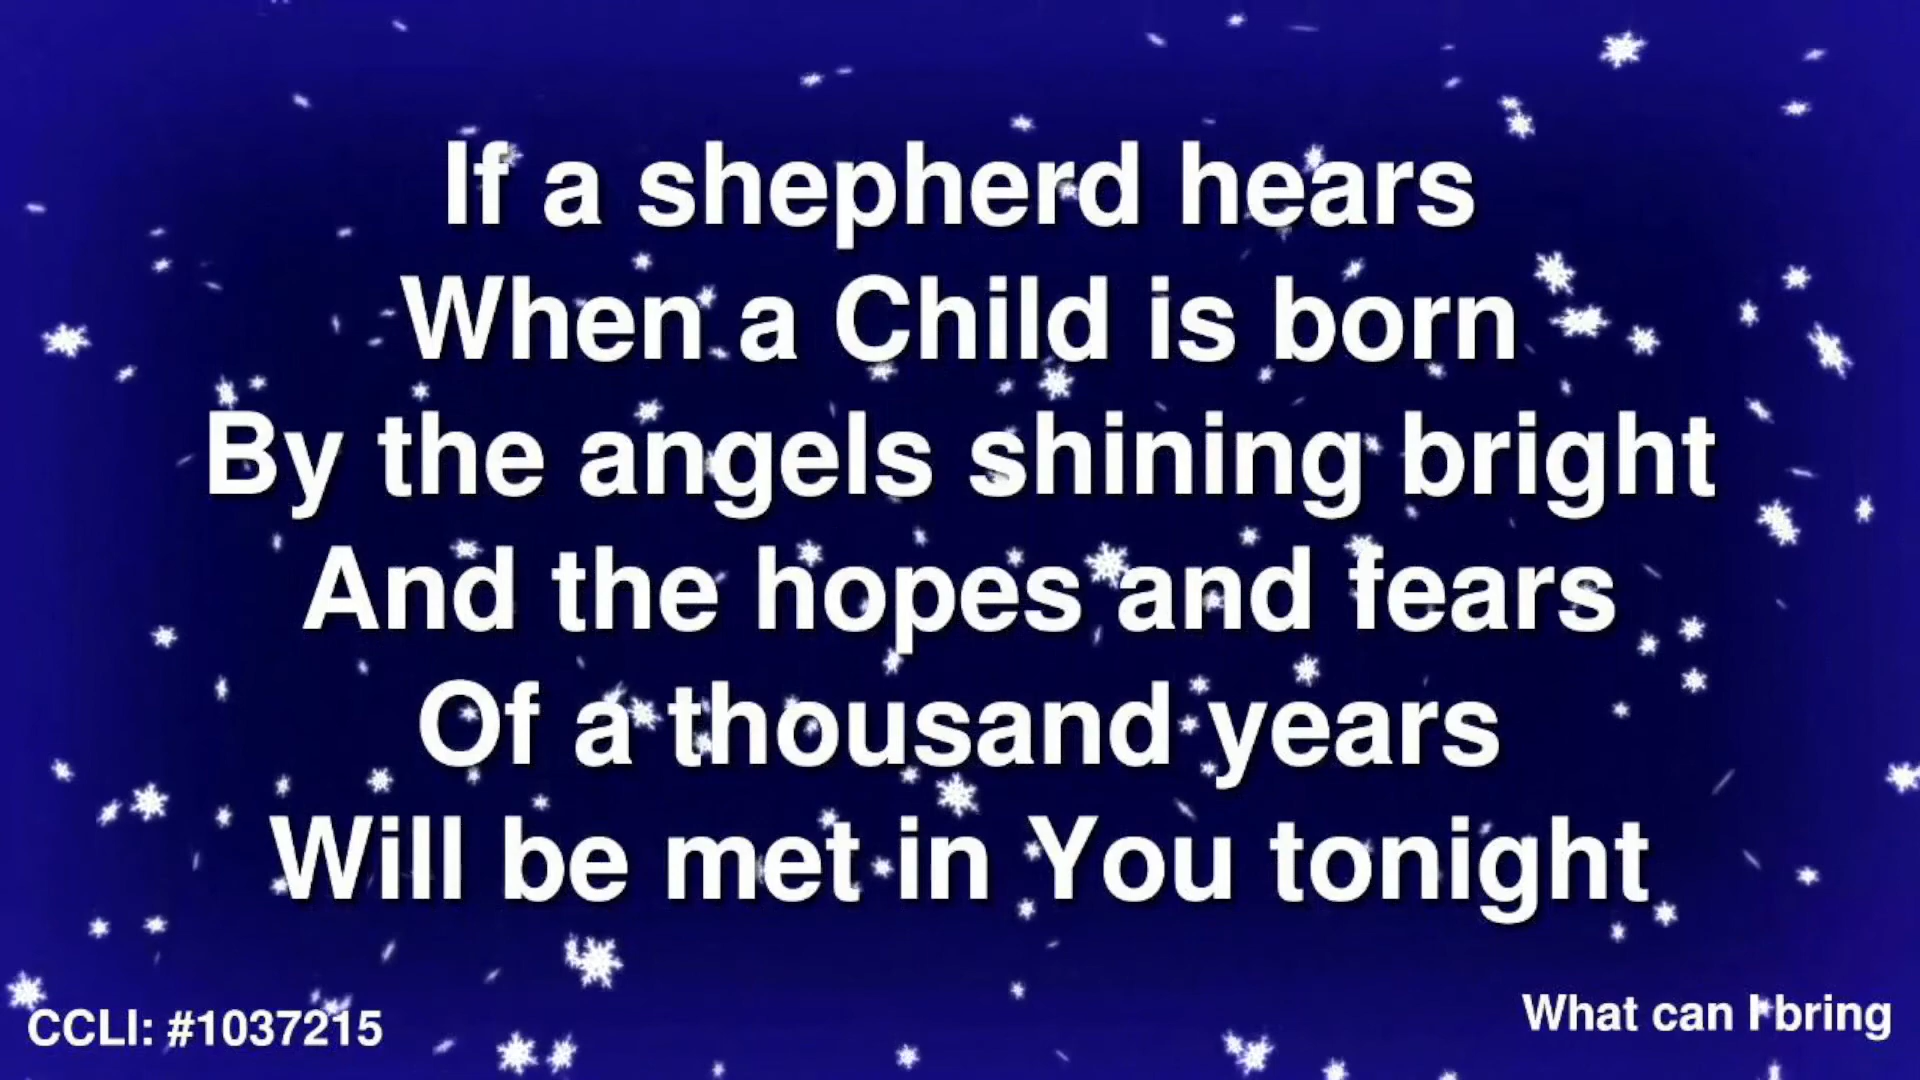 If a shepherd hears
When a Child is born
By the angels shining bright
And the hopes and fears
Of a thousand years
Will be met in You tonight
CCLI: #1037215
What can I bring